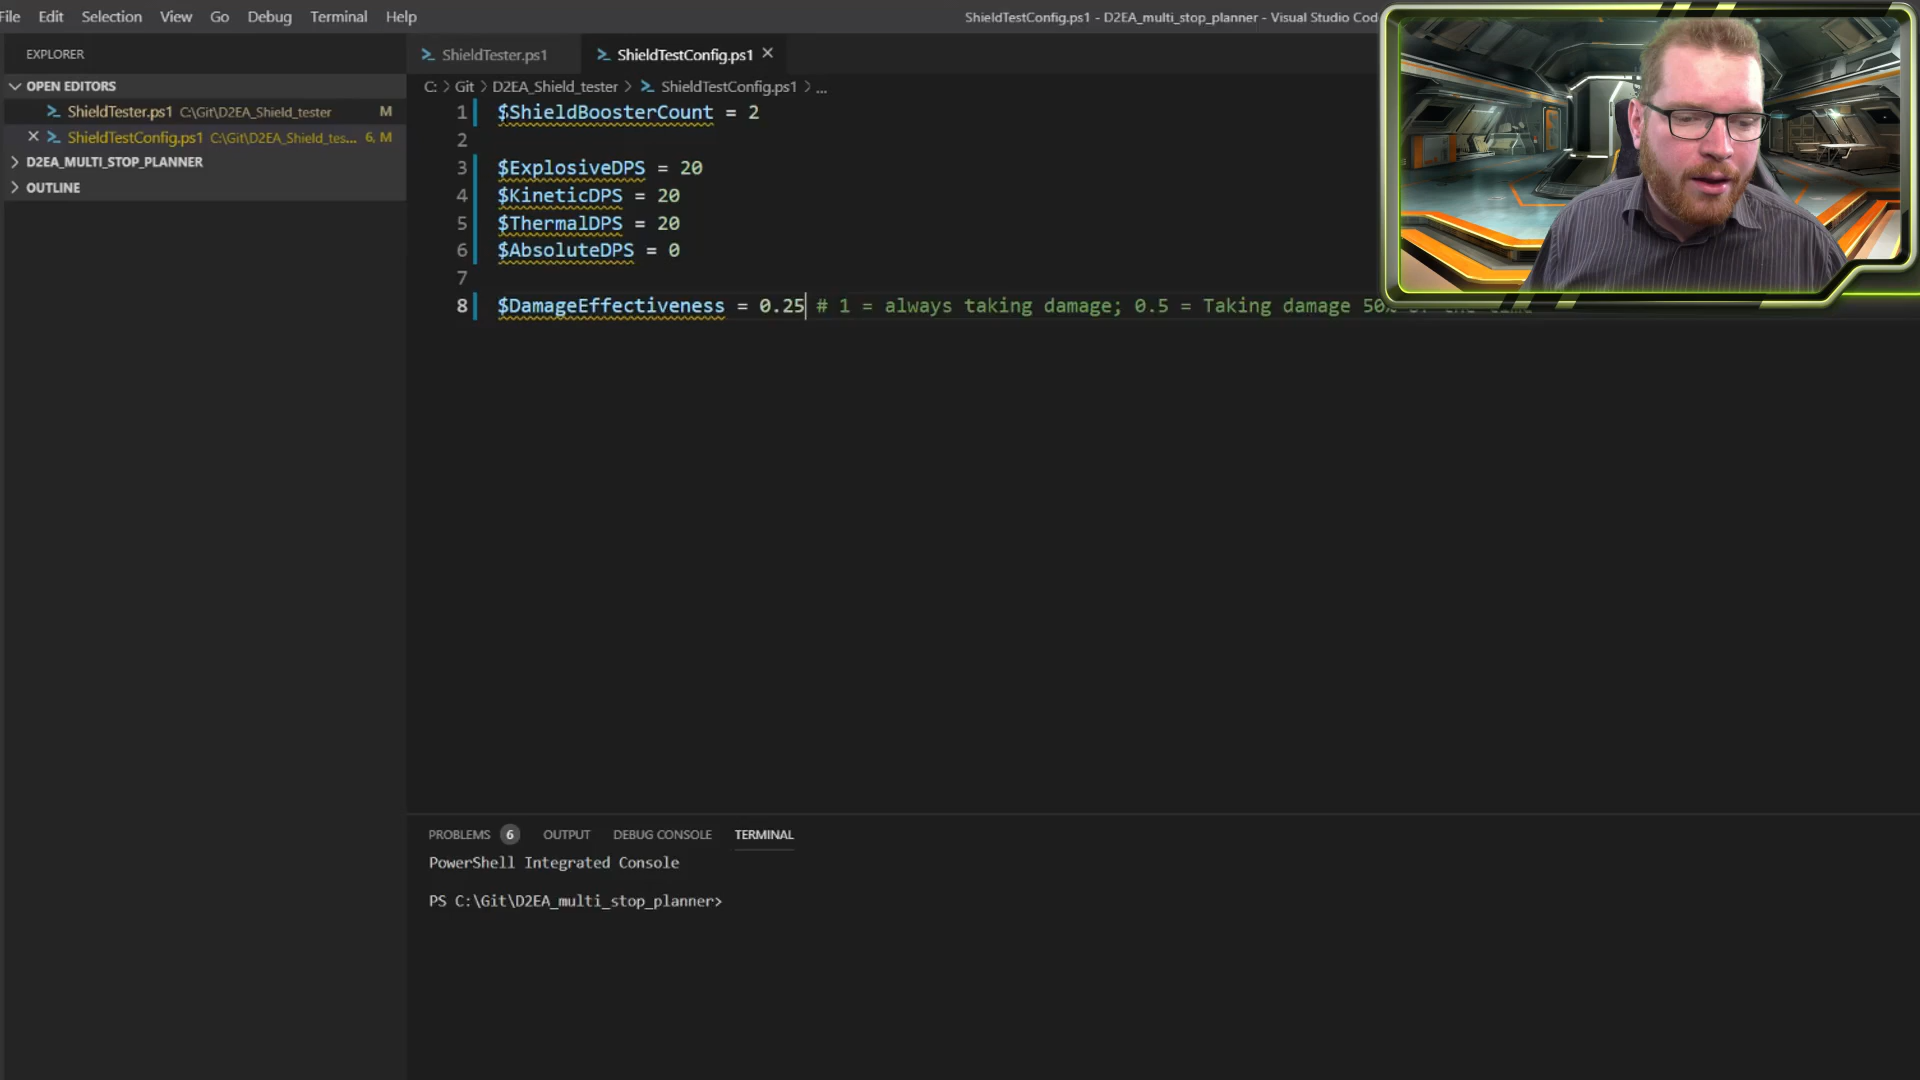 File Edit Selection View Go Debug Terminal Help
ShieldTestConfig.ps1 - D2EA_multi_stop_planner - Visual Studio Cod
EXPLORER
OPEN EDITORS
ShieldTester.ps1 C:\Git\D2EA_Shield_tester M
ShieldTestConfig.ps1 C:\Git\D2EA_Shield_tes... 6, M
D2EA_MULTI_STOP_PLANNER
OUTLINE
ShieldTester.ps1 ShieldTestConfig.ps1
C: > Git > D2EA_Shield_tester > ShieldTestConfig.ps1 > ...
1 $ShieldBoosterCount = 2
2
3 $ExplosiveDPS = 20
4 $KineticDPS = 20
5 $ThermalDPS = 20
6 $AbsoluteDPS = 0
7
8 $DamageEffectiveness = 0.25 # 1 = always taking damage; 0.5 = Taking damage 50%
PROBLEMS 6 OUTPUT DEBUG CONSOLE TERMINAL
PowerShell Integrated Console
PS C:\Git\D2EA_multi_stop_planner>